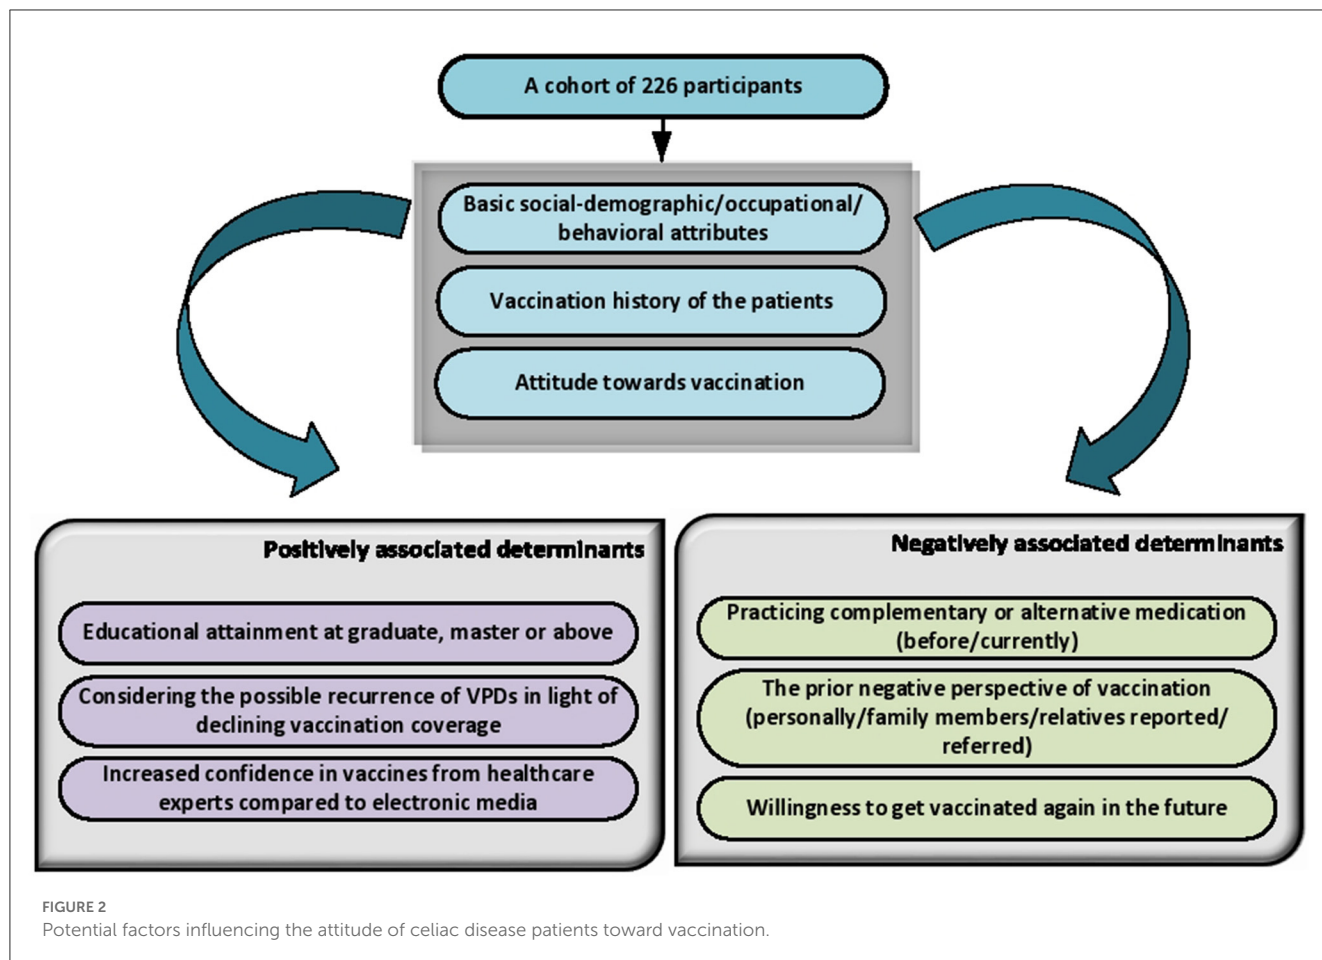 A cohort of 226 participants
Basic social-demographic/occupational/
behavioral attributes
Vaccination history of the patients
Attitude towards vaccination
Positively associated determinants
Educational attainment at graduate, master or above
Considering the possible recurrence of VPDs in light of
declining vaccination coverage
Increased confidence in vaccines from healthcare
experts compared to electronic media
Negatively associated determinants
Practicing complementary or alternative medication
(before/currently)
The prior negative perspective of vaccination
(personally/family members/relatives reported/
referred)
Willingness to get vaccinated again in the future
FIGURE 2
Potential factors influencing the attitude of celiac disease patients toward vaccination.